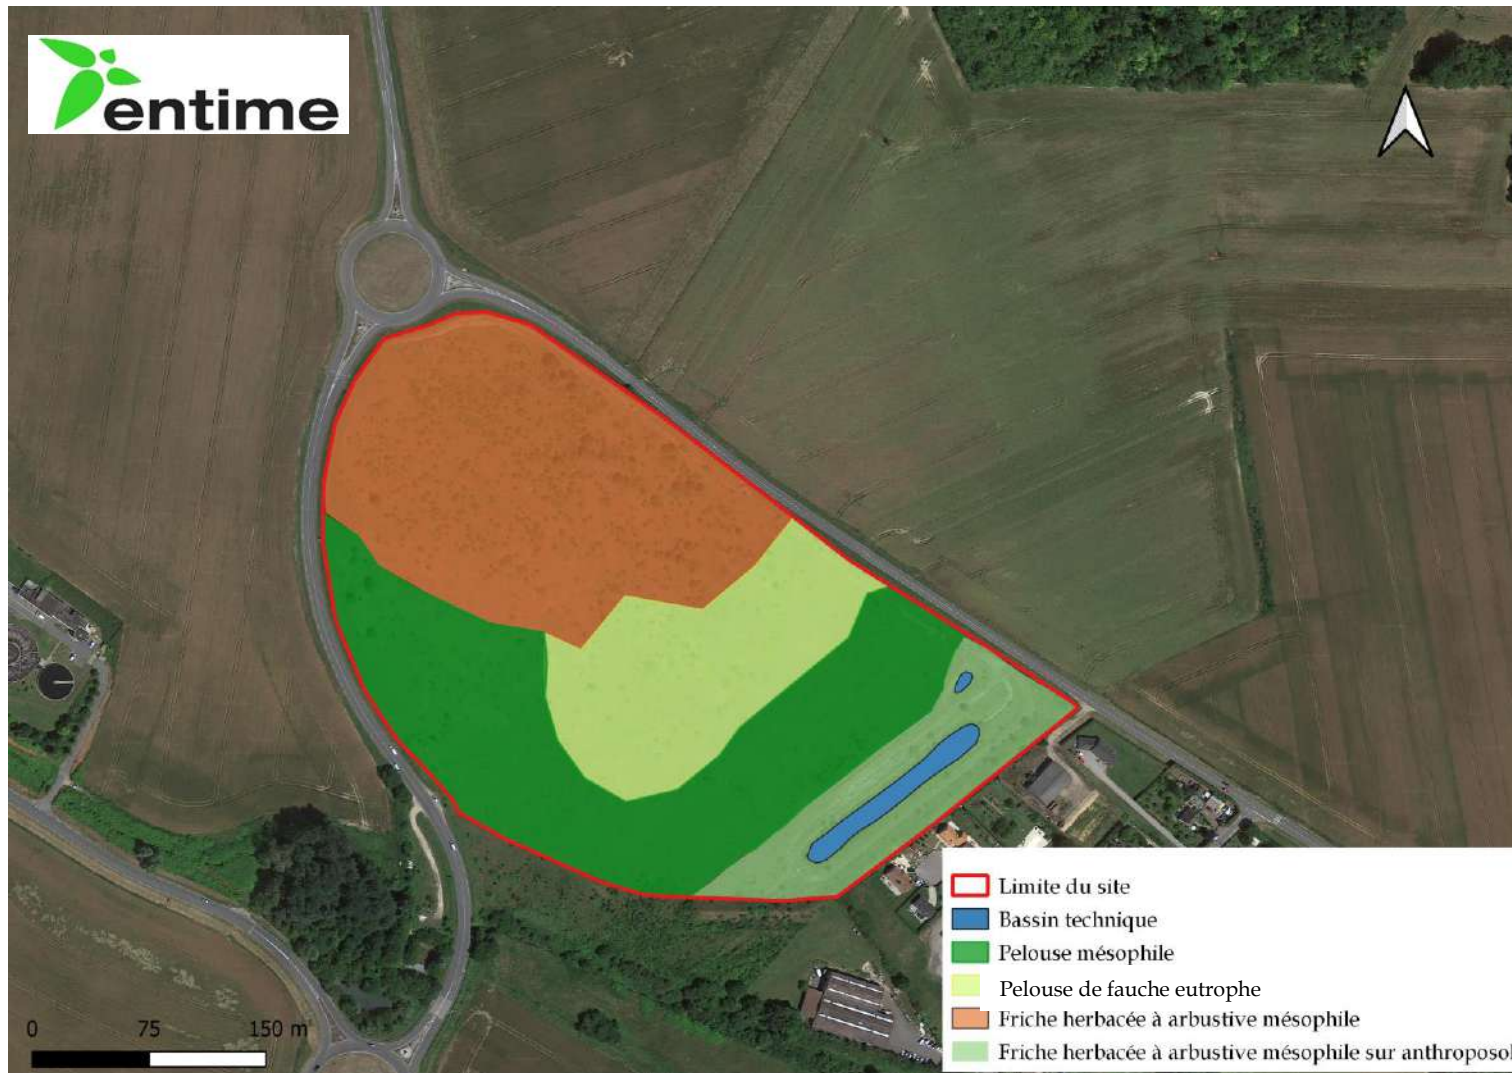 entime
Limite du site
Bassin technique
Pelouse mésophile
Pelouse de fauche eutrophe
Friche herbacée à arbustive mésophile
Friche herbacée à arbustive mésophile sur anthroposol
0 75 150 m